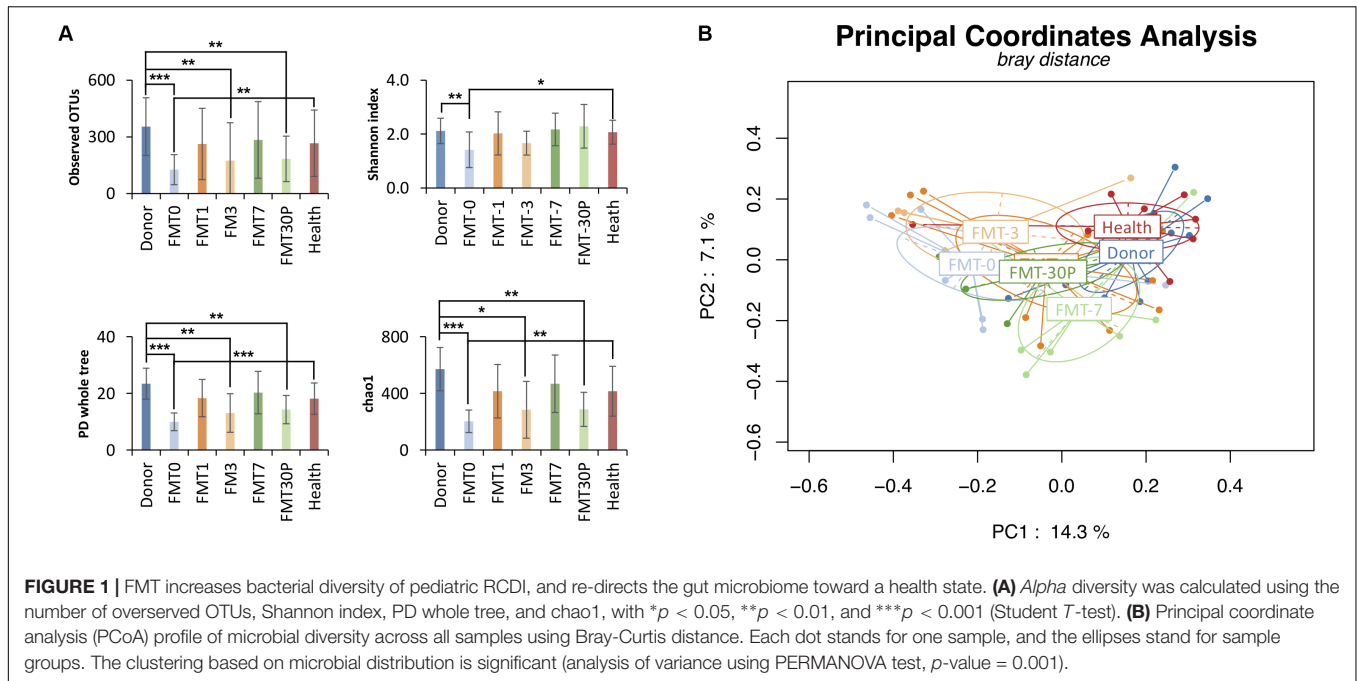 A
**
**
***
**
600
300
0
Observed OTUs
Donor
FMT0
FMT1
FM3
FMT7
FMT30P
Health
**
*
4.0
2.0
0.0
Shannon index
Donor
FMT-0
FMT-1
FMT-3
FMT-7
FMT-30P
Heath
**
**
***
***
40
20
0
PD whole tree
Donor
FMT0
FMT1
FM3
FMT7
FMT30P
Health
**
*
***
**
800
400
0
chao1
Donor
FMT0
FMT1
FM3
FMT7
FMT30P
Health
B
Principal Coordinates Analysis
bray distance
PC2 : 7.1 %
0.4
0.2
0.0
−0.2
−0.4
−0.6
FMT-3
Health
Donor
FMT-0
FMT-30P
FMT-7
−0.6 −0.4 −0.2 0.0 0.2 0.4
PC1 : 14.3 %
FIGURE 1 | FMT increases bacterial diversity of pediatric RCDI, and re-directs the gut microbiome toward a health state. (A) Alpha diversity was calculated using the
number of overserved OTUs, Shannon index, PD whole tree, and chao1, with *p < 0.05, **p < 0.01, and ***p < 0.001 (Student T-test). (B) Principal coordinate
analysis (PCoA) profile of microbial diversity across all samples using Bray-Curtis distance. Each dot stands for one sample, and the ellipses stand for sample
groups. The clustering based on microbial distribution is significant (analysis of variance using PERMANOVA test, p-value = 0.001).